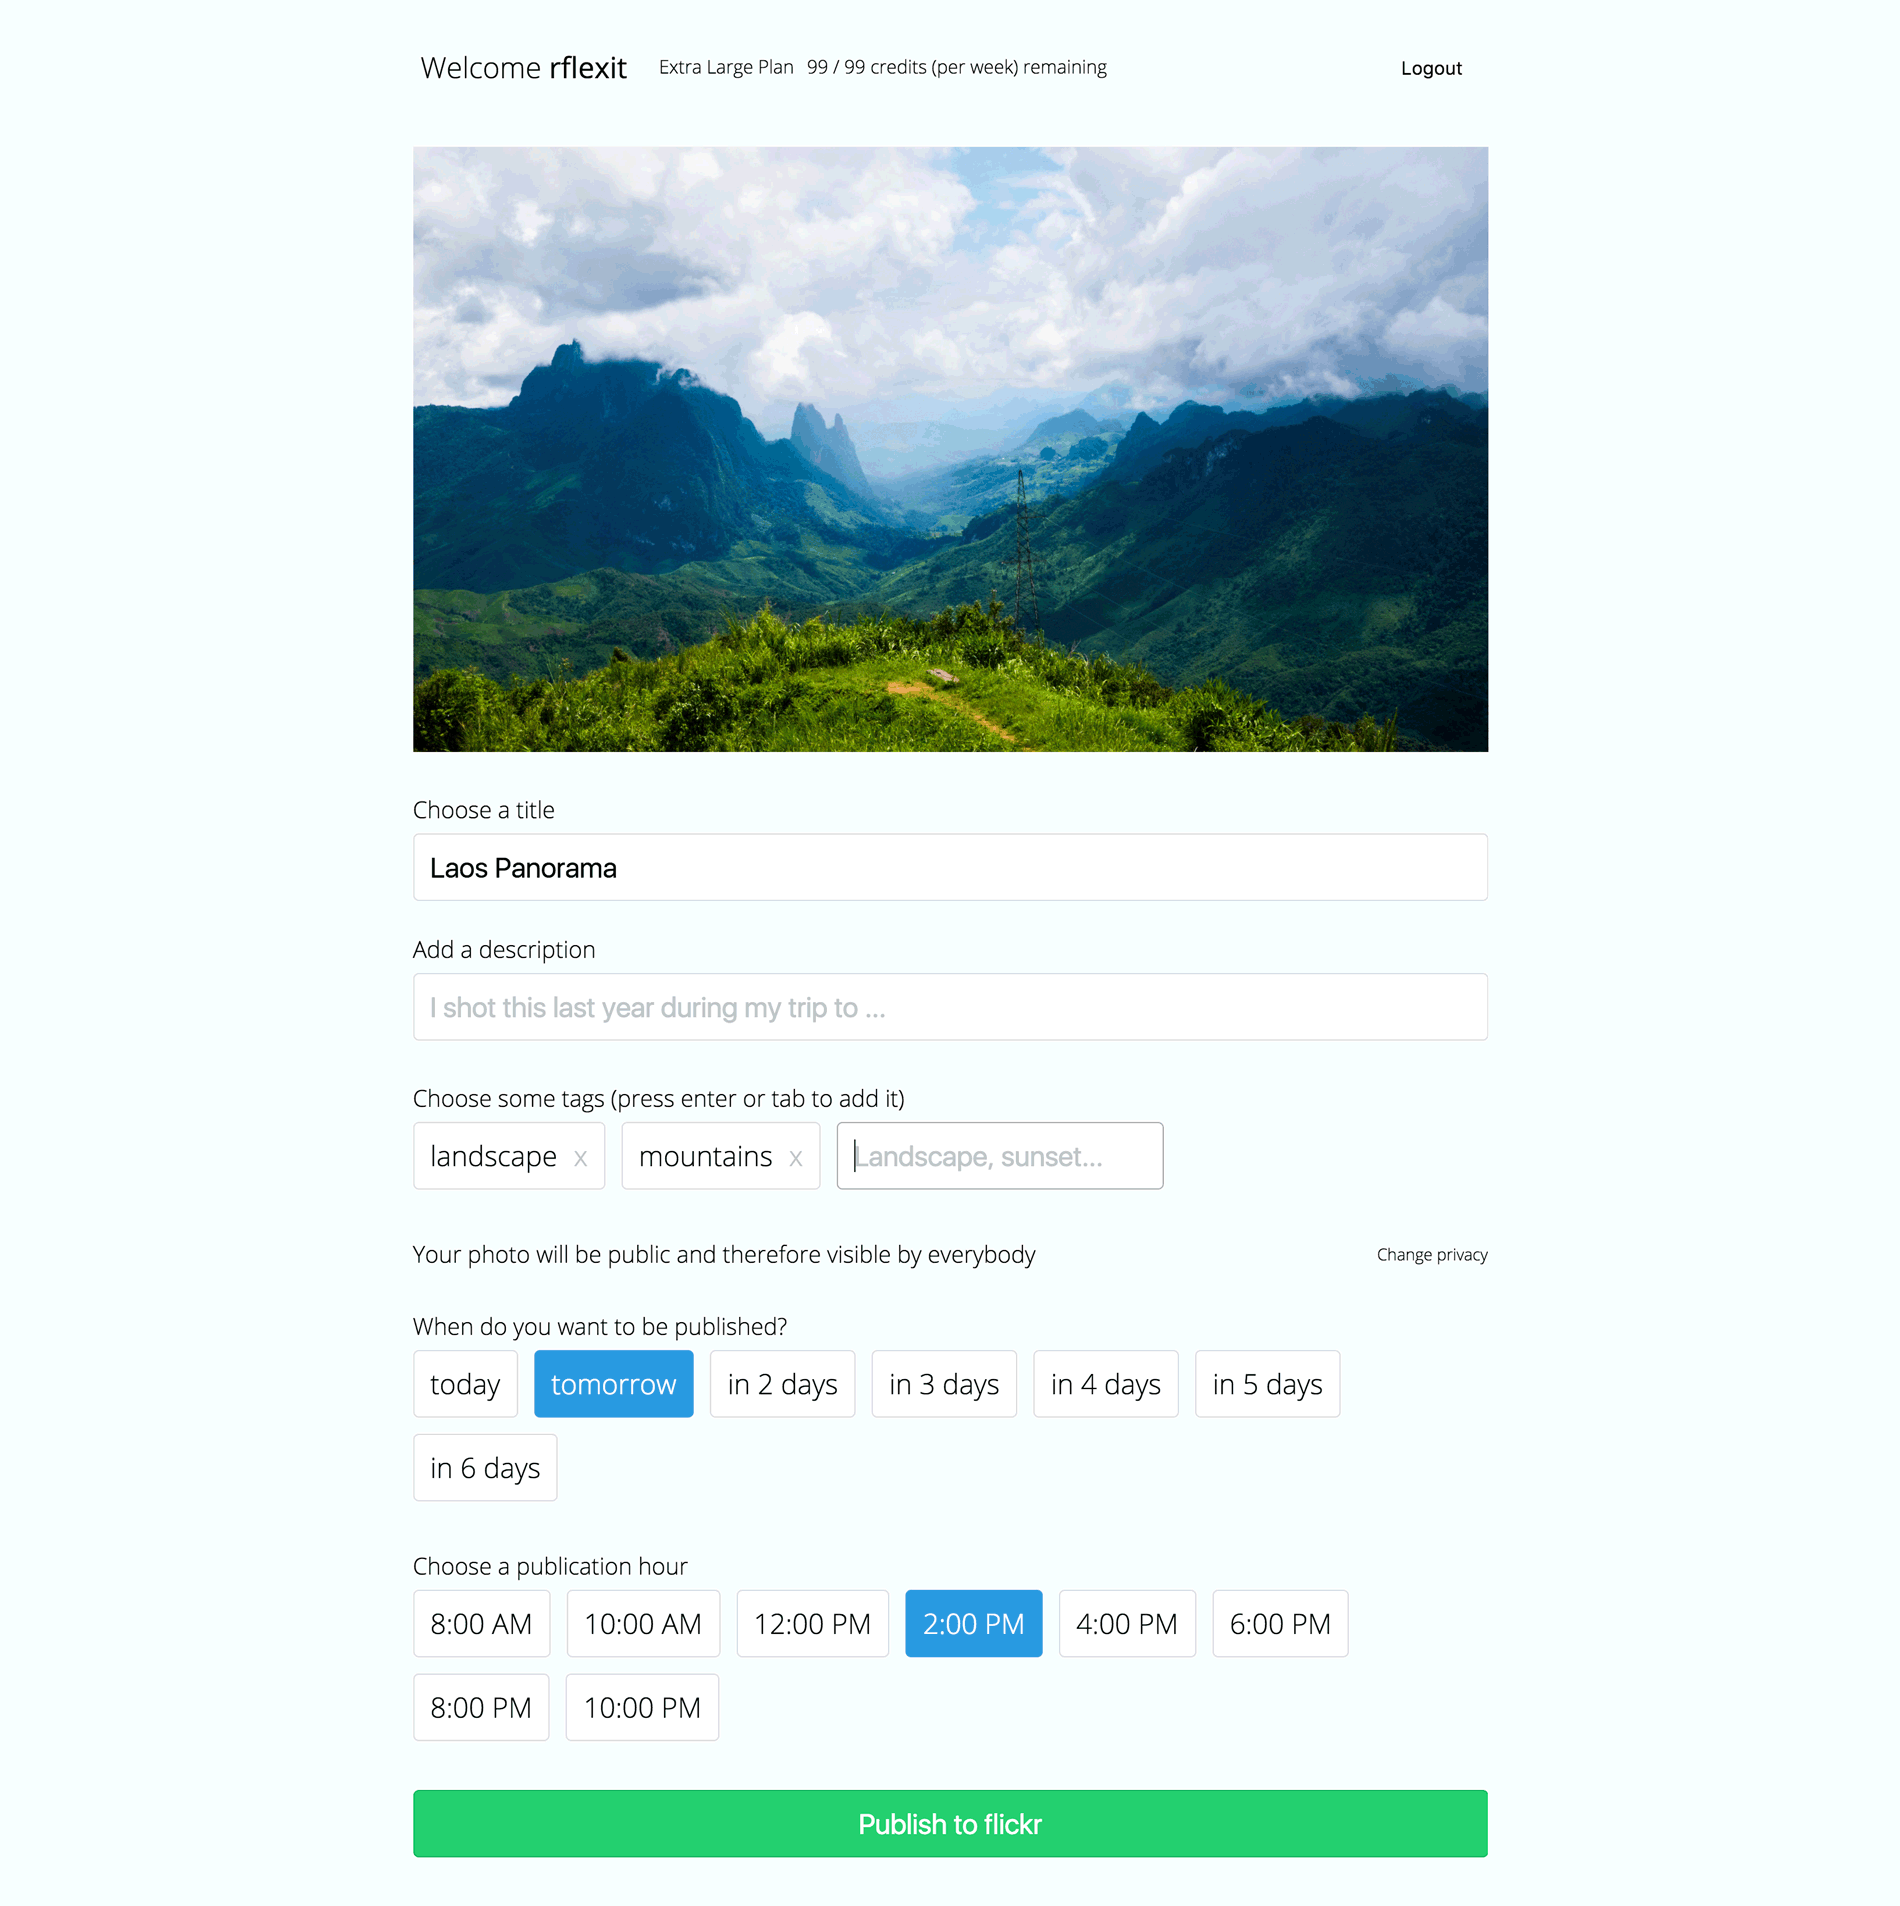 Welcome rflexit Extra Large Plan 99 / 99 credits (per week) remaining Logout
Choose a title
Laos Panorama
Add a description
I shot this last year during my trip to ...
Choose some tags (press enter or tab to add it)
landscape x mountains x Landscape, sunset...
Your photo will be public and therefore visible by everybody Change privacy
When do you want to be published?
today tomorrow in 2 days in 3 days in 4 days in 5 days
in 6 days
Choose a publication hour
8:00 AM 10:00 AM 12:00 PM 2:00 PM 4:00 PM 6:00 PM
8:00 PM 10:00 PM
Publish to flickr